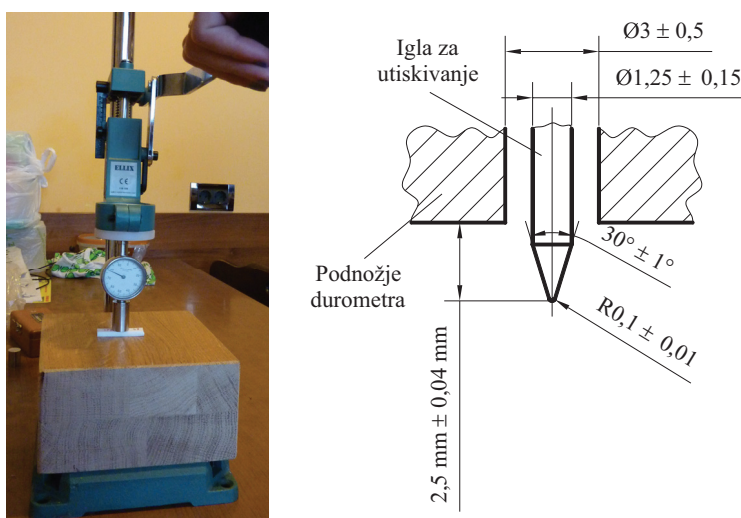 ELLIX
CE
Igla za
utiskivanje
Ø3 ± 0,5
Ø1,25 ± 0,15
30° ± 1°
Podnožje
durometra
R0,1 ± 0,01
2,5 mm ± 0,04 mm